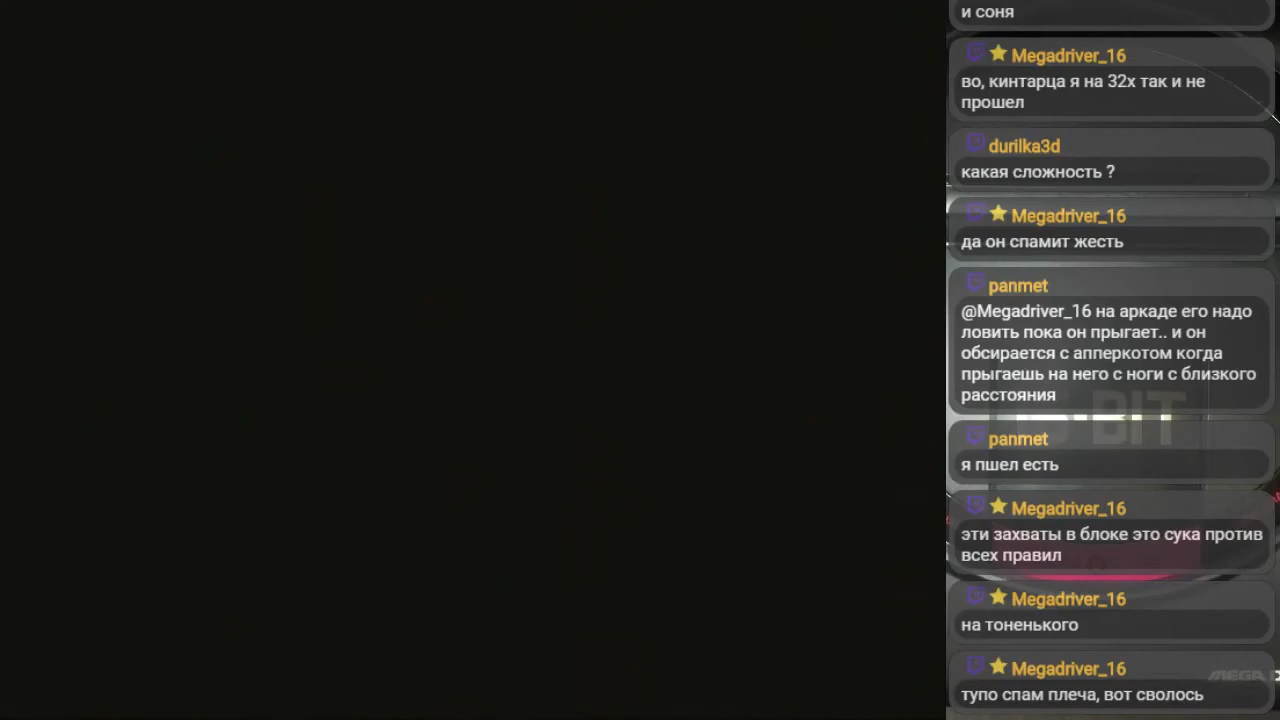 и соня
Megadriver_16
во, кинтарца я на 32х так и не
прошел
durilka3d
какая сложность ?
Megadriver_16
да он спамит жесть
panmet
@Megadriver_16 на аркаде его надо
ловить пока он прыгает.. и он
обсирается с апперкотом когда
прыгаешь на него с ноги с близкого
расстояния
BIT
panmet
я пшел есть
Megadriver_16
эти захваты в блоке это сука против
всех правил
Megadriver_16
на тоненького
Megadriver_16
MEGA D
тупо спам плеча, вот сволось